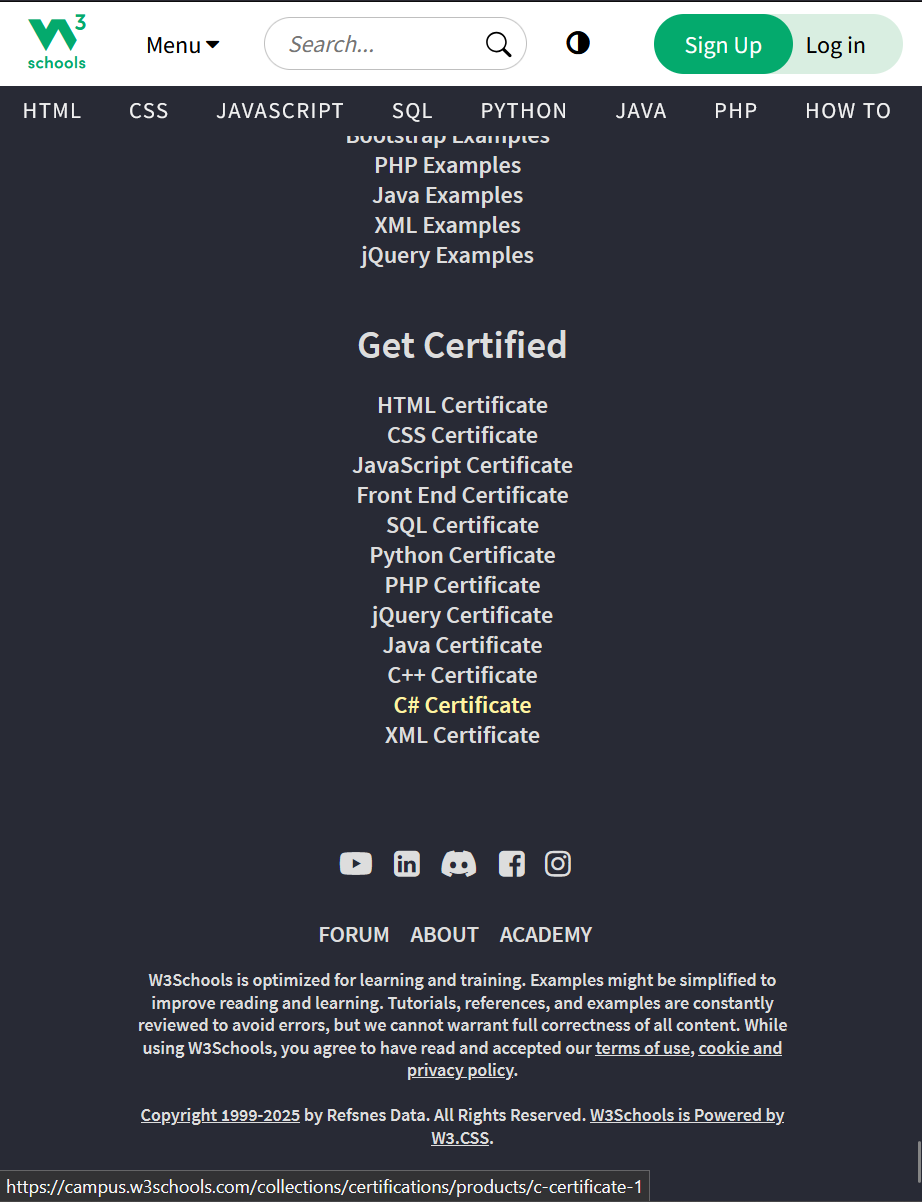 W3
schools
Menu
Search...
Sign Up
Log in
HTML CSS JAVASCRIPT SQL PYTHON JAVA PHP HOW TO
Bootstrap Examples
PHP Examples
Java Examples
XML Examples
jQuery Examples
Get Certified
HTML Certificate
CSS Certificate
JavaScript Certificate
Front End Certificate
SQL Certificate
Python Certificate
PHP Certificate
jQuery Certificate
Java Certificate
C++ Certificate
C# Certificate
XML Certificate
in
FORUM ABOUT ACADEMY
W3Schools is optimized for learning and training. Examples might be simplified to
improve reading and learning. Tutorials, references, and examples are constantly
reviewed to avoid errors, but we cannot warrant full correctness of all content. While
using W3Schools, you agree to have read and accepted our terms of use, cookie and
privacy policy.
Copyright 1999-2025 by Refsnes Data. All Rights Reserved. W3Schools is Powered by
W3.CSS.
https://campus.w3schools.com/collections/certifications/products/c-certificate-1